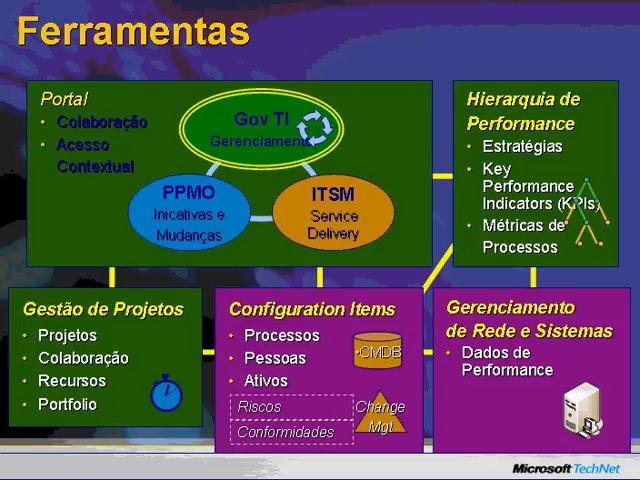 Ferramentas
Portal
• Colaboração
• Acesso
Contextual
Gov TI
Gerenciamento
PPMO
Inicativas e
Mudanças
ITSM
Service
Delivery
Hierarquia de
Performance
• Estratégias
• Key
Performance
Indicators (KPIs)
• Métricas de
Processos
Gestão de Projetos
• Projetos
• Colaboração
• Recursos
• Portfolio
Configuration Items
• Processos
• Pessoas
• Ativos
•CMDB
Riscos
Conformidades
Change
Mgt
Gerenciamento
de Rede e Sistemas
• Dados de
Performance
Microsoft TechNet